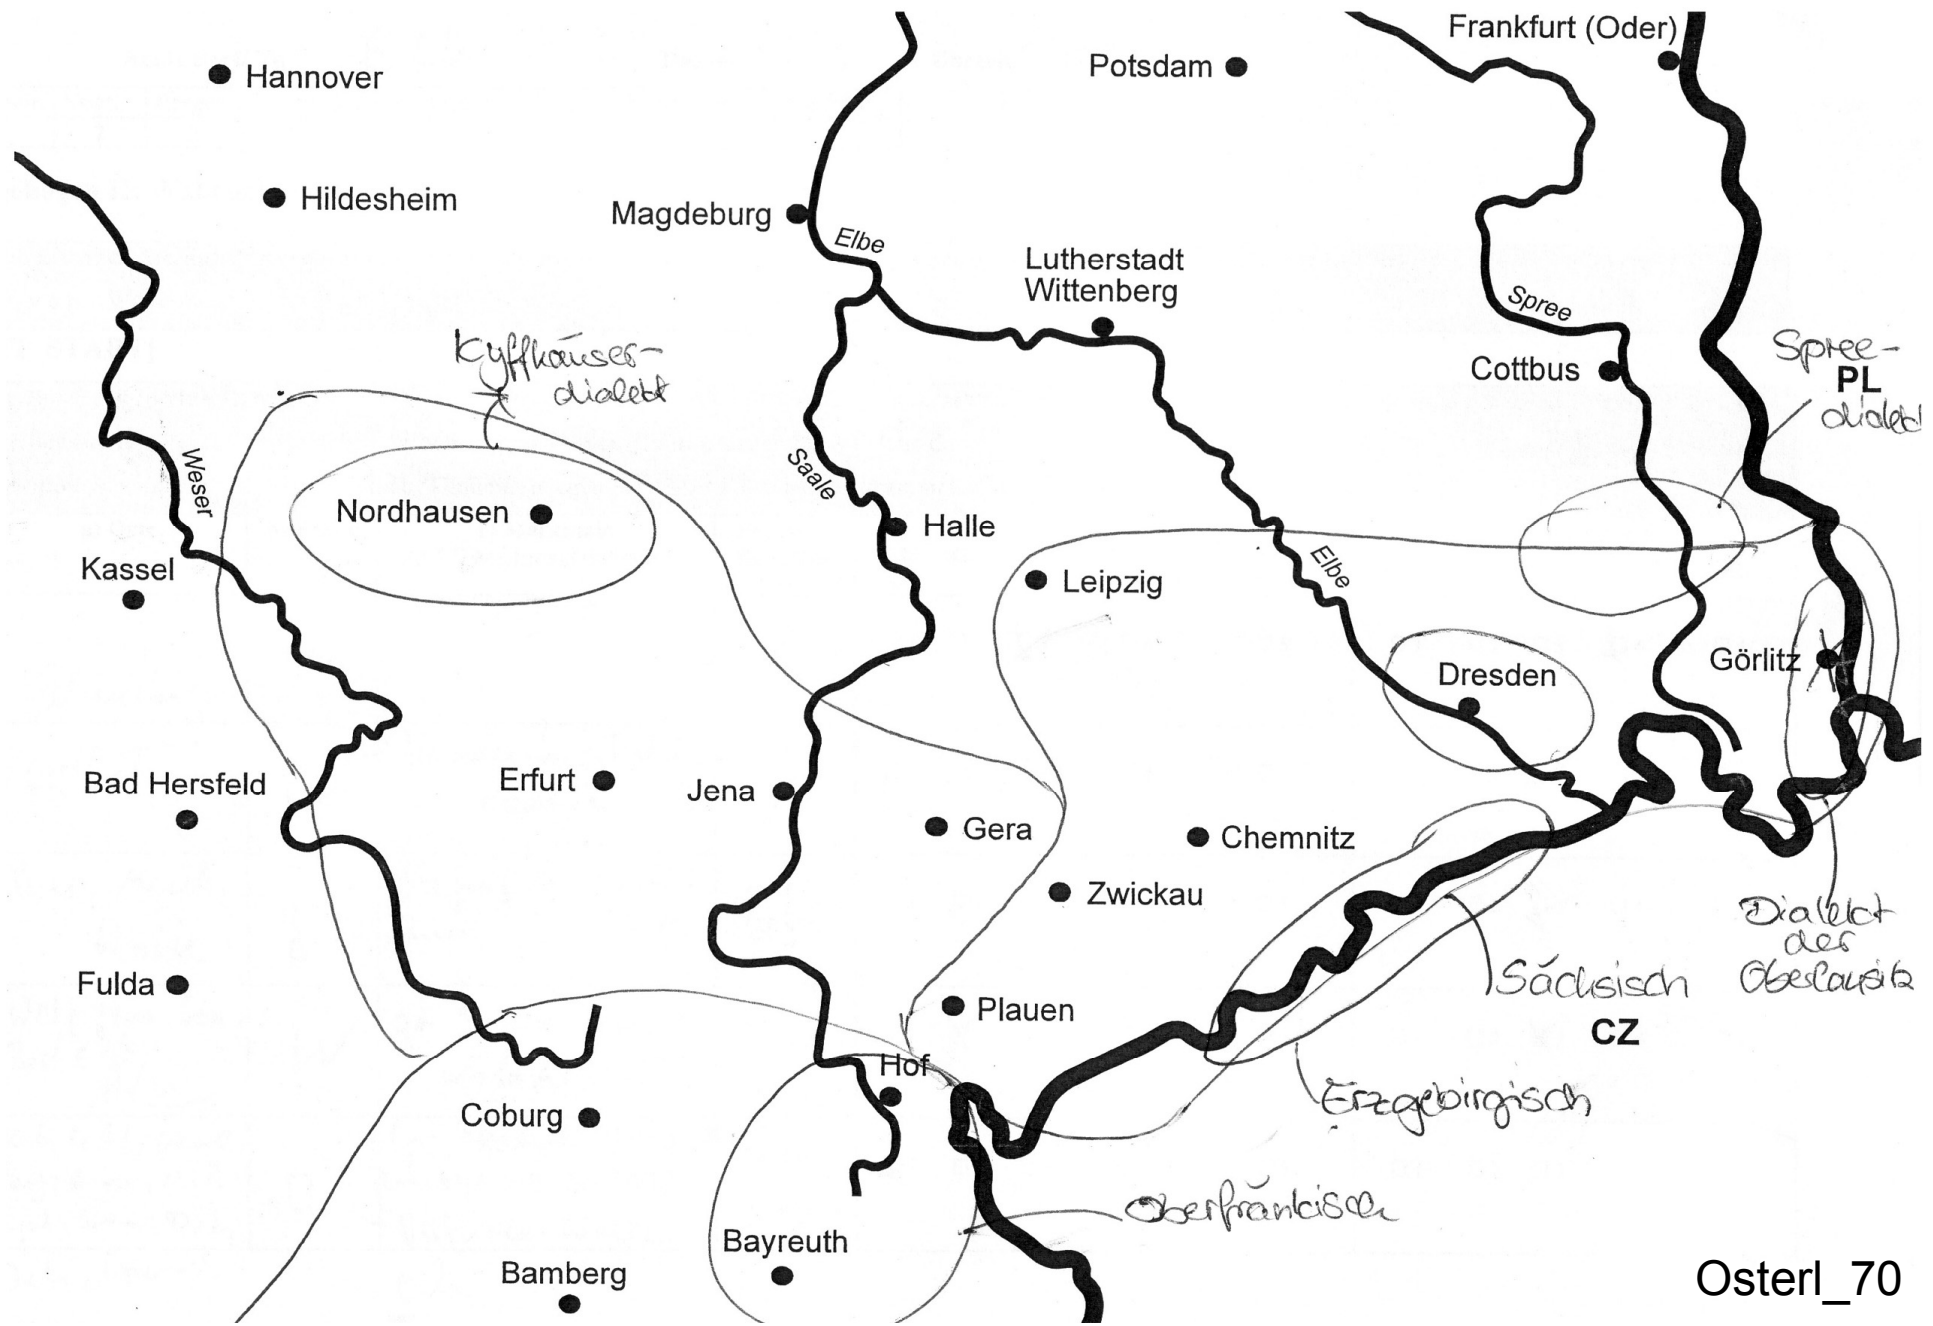 Frankfurt (Oder)
Potsdam
Hannover
Hildesheim
Magdeburg
Elbe
Lutherstadt
Wittenberg
Spree
Kyffhäuser-
dialekt
Spree-
PL
dialekt
Cottbus
Weser
Saale
Nordhausen
Halle
Elbe
Kassel
Leipzig
Görlitz
Dresden
Bad Hersfeld
Erfurt
Jena
Gera
Chemnitz
Zwickau
Dialekt
der
Oberlausitz
Fulda
Plauen
Sächsisch
CZ
Hof
Erzgebirgisch
Coburg
Oberfränkisch
Bayreuth
Bamberg
Osterl_70